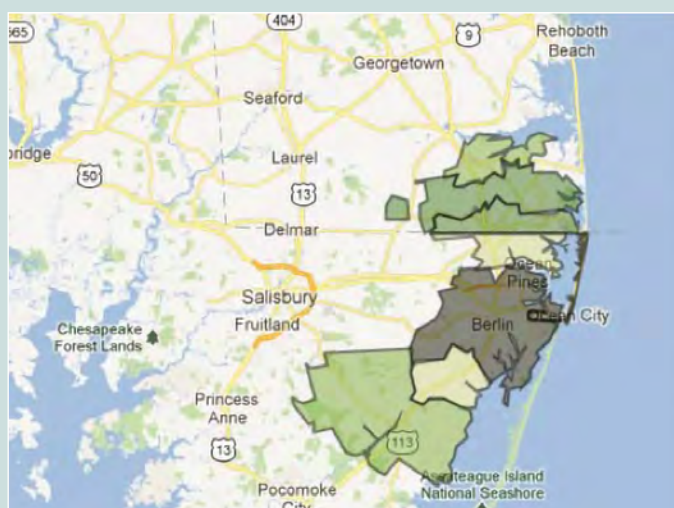 404
565
9
Rehoboth
Beach
Georgetown
Seaford
bridge
Laurel
50
13
Delmar
Ocean
Pines
Salisbury
Ocean City
Fruitland
Berlin
Chesapeake
Forest Lands
Princess
Anne
113
13
Assateague Island
National Seashore
Pocomoke
City